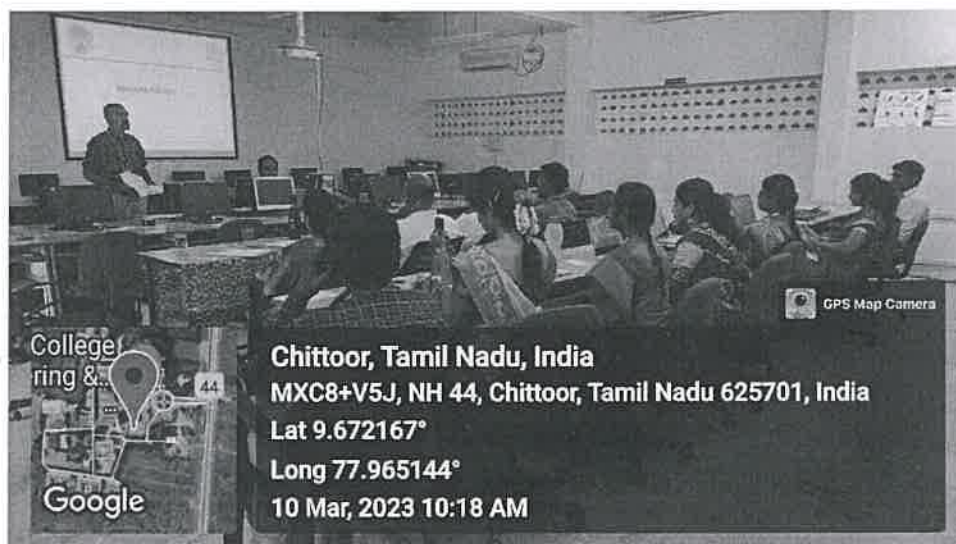 GPS Map Camera
College
ring &..
44
Google
Chittoor, Tamil Nadu, India
MXC8+V5J, NH 44, Chittoor, Tamil Nadu 625701, India
Lat 9.672167°
Long 77.965144°
10 Mar, 2023 10:18 AM